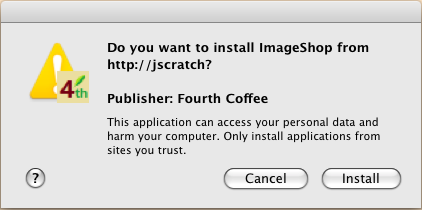 Do you want to install ImageShop from
http://jscratch?
4th
Publisher: Fourth Coffee
This application can access your personal data and
harm your computer. Only install applications from
sites you trust.
?
Cancel
Install